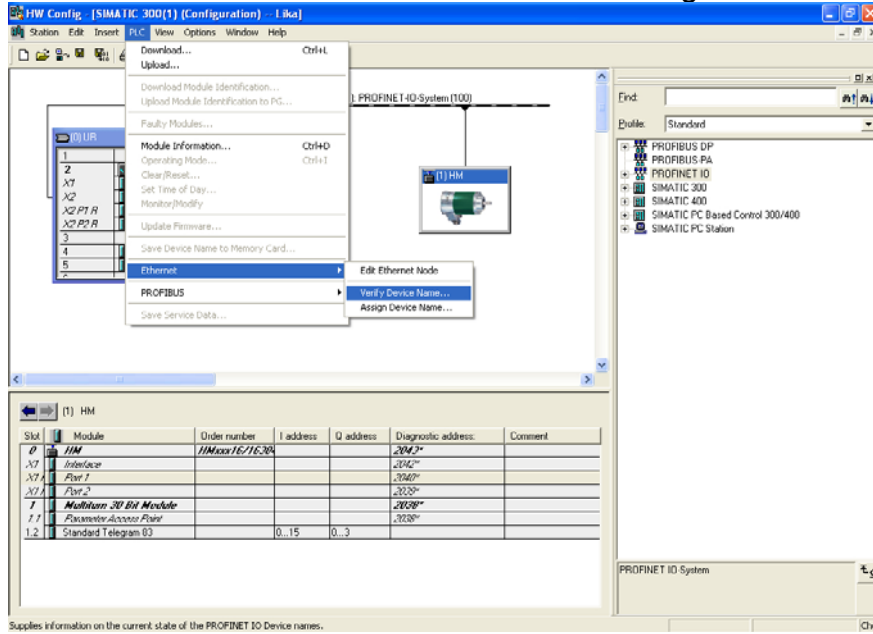 HW Config - [SIMATIC 300(1) (Configuration) -- Lika]
Station Edit Insert PLC View Options Window Help
Download... Ctrl+L
Upload...
Download Module Identification...
Upload Module Identification to PG...
Faulty Modules...
Module Information... Ctrl+D
Operating Mode... Ctrl+I
Clear/Reset...
Set Time of Day...
Monitor/Modify
Update Firmware...
Save Device Name to Memory Card...
Ethernet
PROFIBUS
Save Service Data...
Edit Ethernet Node
Verify Device Name...
Assign Device Name...
(0) UR
1
2
X1
X2
X2 P1 R
X2 P2 R
3
4
5
PROFINET-IO-System (100)
(1) HM
Find:
Profile: Standard
PROFIBUS DP
PROFIBUS-PA
PROFINET IO
SIMATIC 300
SIMATIC 400
SIMATIC PC Based Control 300/400
SIMATIC PC Station
(1) HM
Slot Module Order number I address Q address Diagnostic address: Comment
0 HM HMxxx16/16384 2043*
X1 Interface 2042*
X1 Port 1 2040*
X1 Port 2 2039*
1 Multiturn 30 Bit Module 2038*
1.1 Parameter Access Point 2038*
1.2 Standard Telegram 83 0...15 0...3
PROFINET IO System
Supplies information on the current state of the PROFINET IO Device names.
Ch